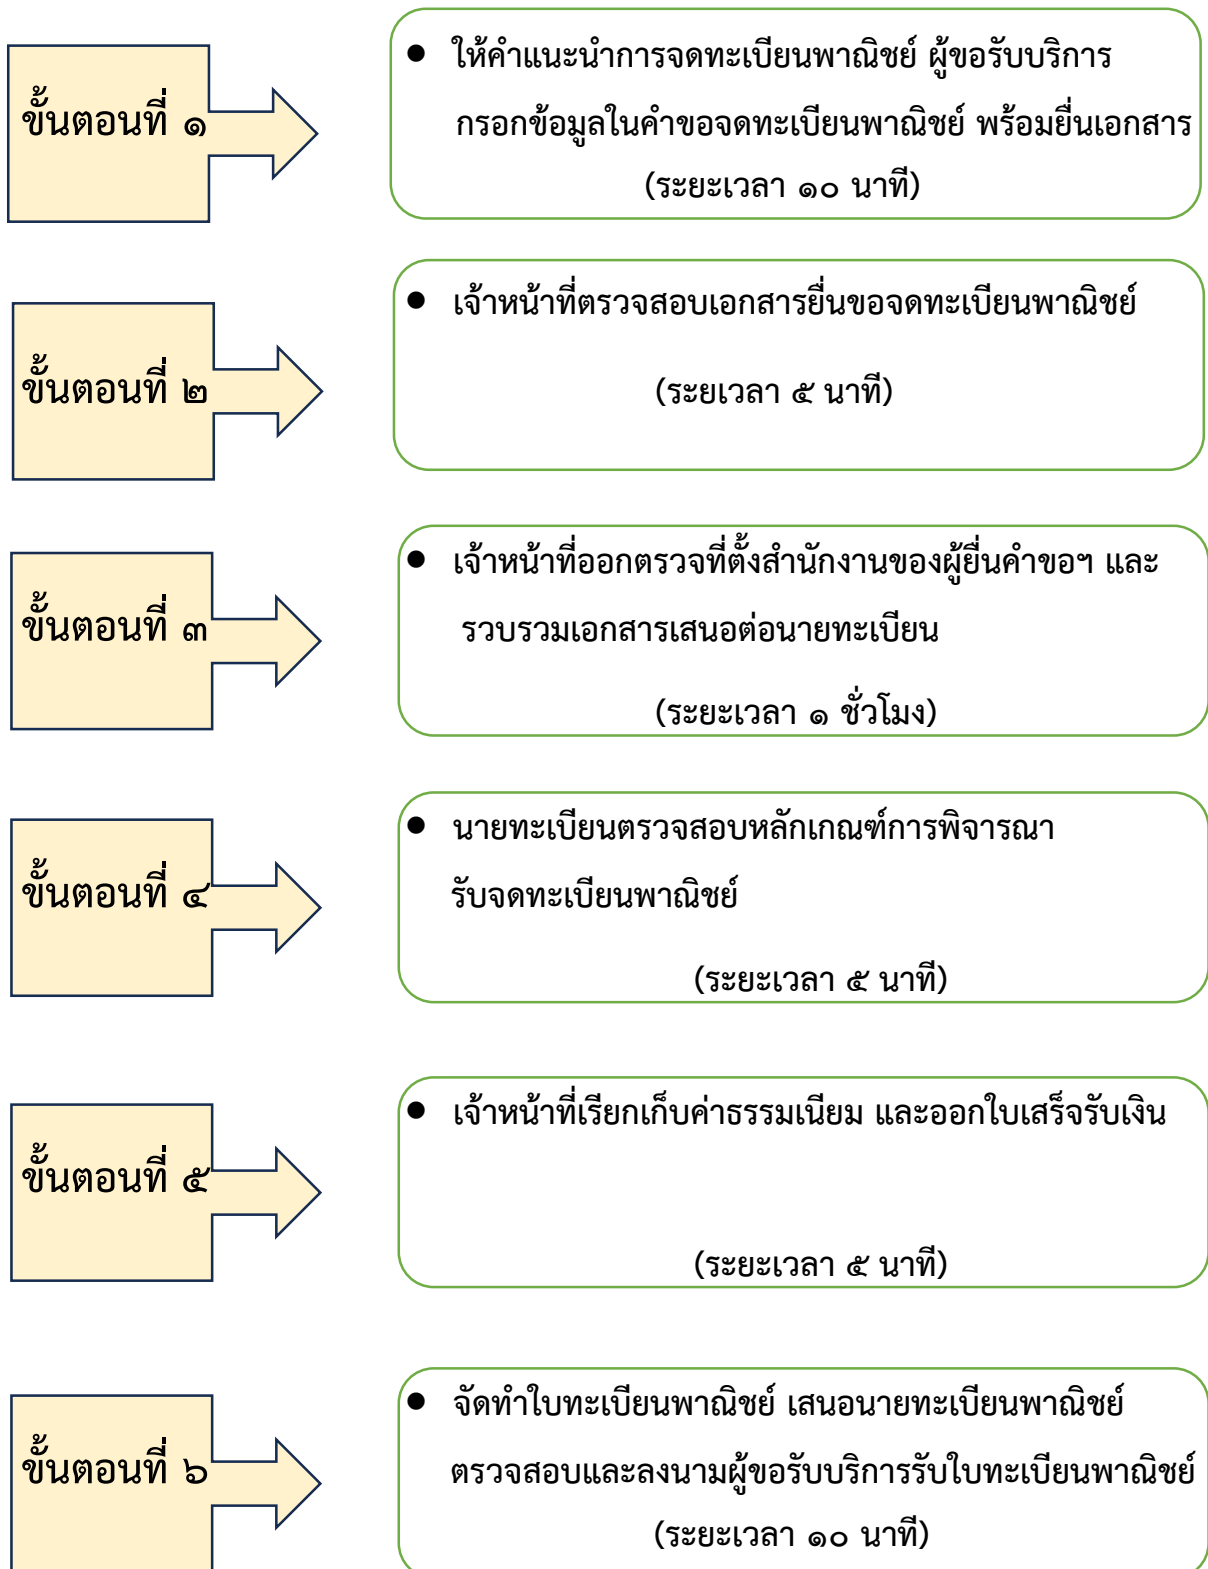 ขั้นตอนที่ ๑
● ให้คำแนะนำการจดทะเบียนพาณิชย์ ผู้ขอรับบริการ
กรอกข้อมูลในคำขอจดทะเบียนพาณิชย์ พร้อมยื่นเอกสาร
(ระยะเวลา ๑๐ นาที)
ขั้นตอนที่ ๒
● เจ้าหน้าที่ตรวจสอบเอกสารยื่นขอจดทะเบียนพาณิชย์
(ระยเวลา ๕ นาที)
ขั้นตอนที่ ๓
● เจ้าหน้าที่ออกตรวจที่ตั้งสำนักงานของผู้ยื่นคำขอฯ และ
รวบรวมเอกสารเสนอต่อนายทะเบียน
(ระยะเวลา ๑ ชั่วโมง)
ขั้นตอนที่ ๔
● นายทะเบียนตรวจสอบหลักเกณฑ์การพิจารณา
รับจดทะเบียนพาณิชย์
(ระยะเวลา ๕ นาที)
ขั้นตอนที่ ๕
● เจ้าหน้าที่เรียกเก็บค่าธรรมเนียม และออกใบเสร็จรับเงิน
(ระยะเวลา ๕ นาที)
ขั้นตอนที่ ๖
● จัดทำใบทะเบียนพาณิชย์ เสนอนายทะเบียนพาณิชย์
ตรวจสอบและลงนามผู้ขอรับบริการรับใบทะเบียนพาณิชย์
(ระยะเวลา ๑๐ นาที)